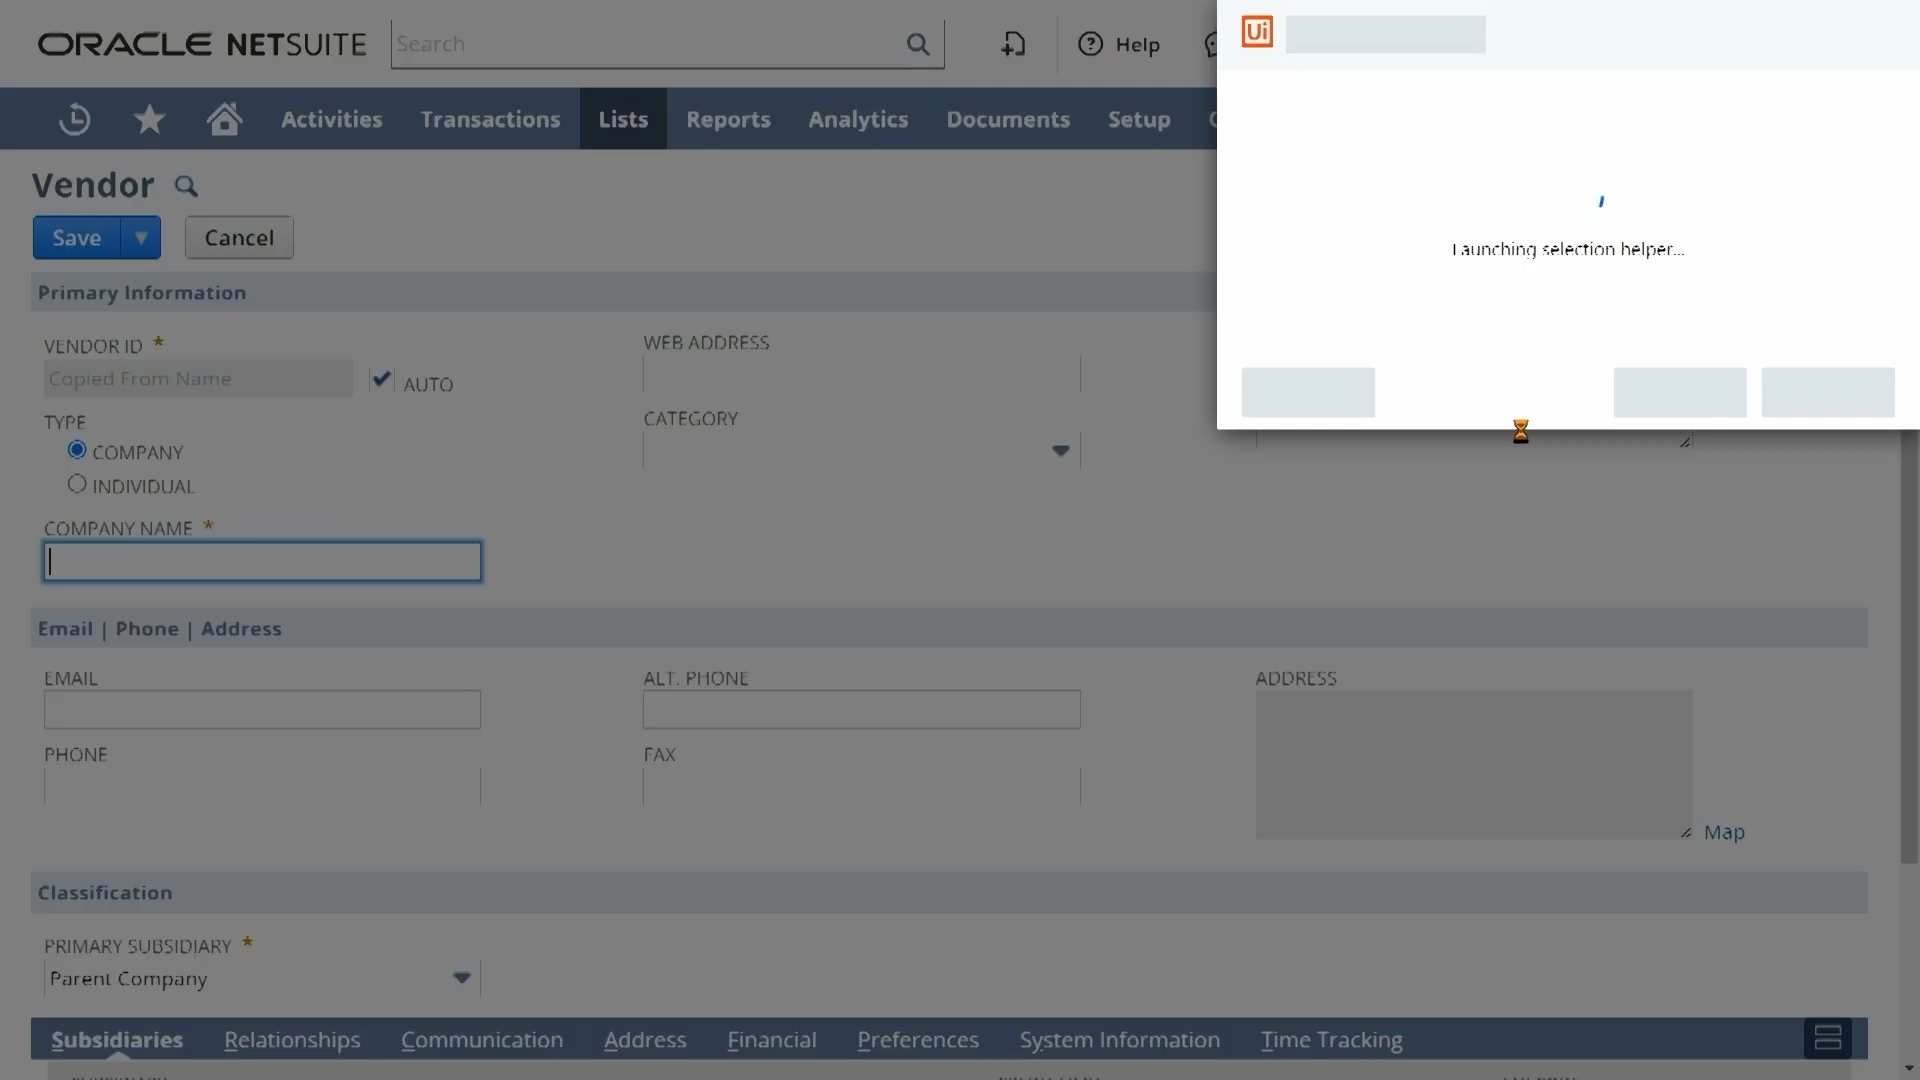 ORACLE NETSUITE
Search
Help
Ui
Activities
Transactions
Lists
Reports
Analytics
Documents
Setup
Vendor
Launching selection helper...
Save
Cancel
Primary Information
VENDOR ID *
WEB ADDRESS
Copied From Name
AUTO
TYPE
CATEGORY
COMPANY
INDIVIDUAL
COMPANY NAME *
Email | Phone | Address
EMAIL
ALT. PHONE
ADDRESS
PHONE
FAX
Map
Classification
PRIMARY SUBSIDIARY *
Parent Company
Subsidiaries
Relationships
Communication
Address
Financial
Preferences
System Information
Time Tracking